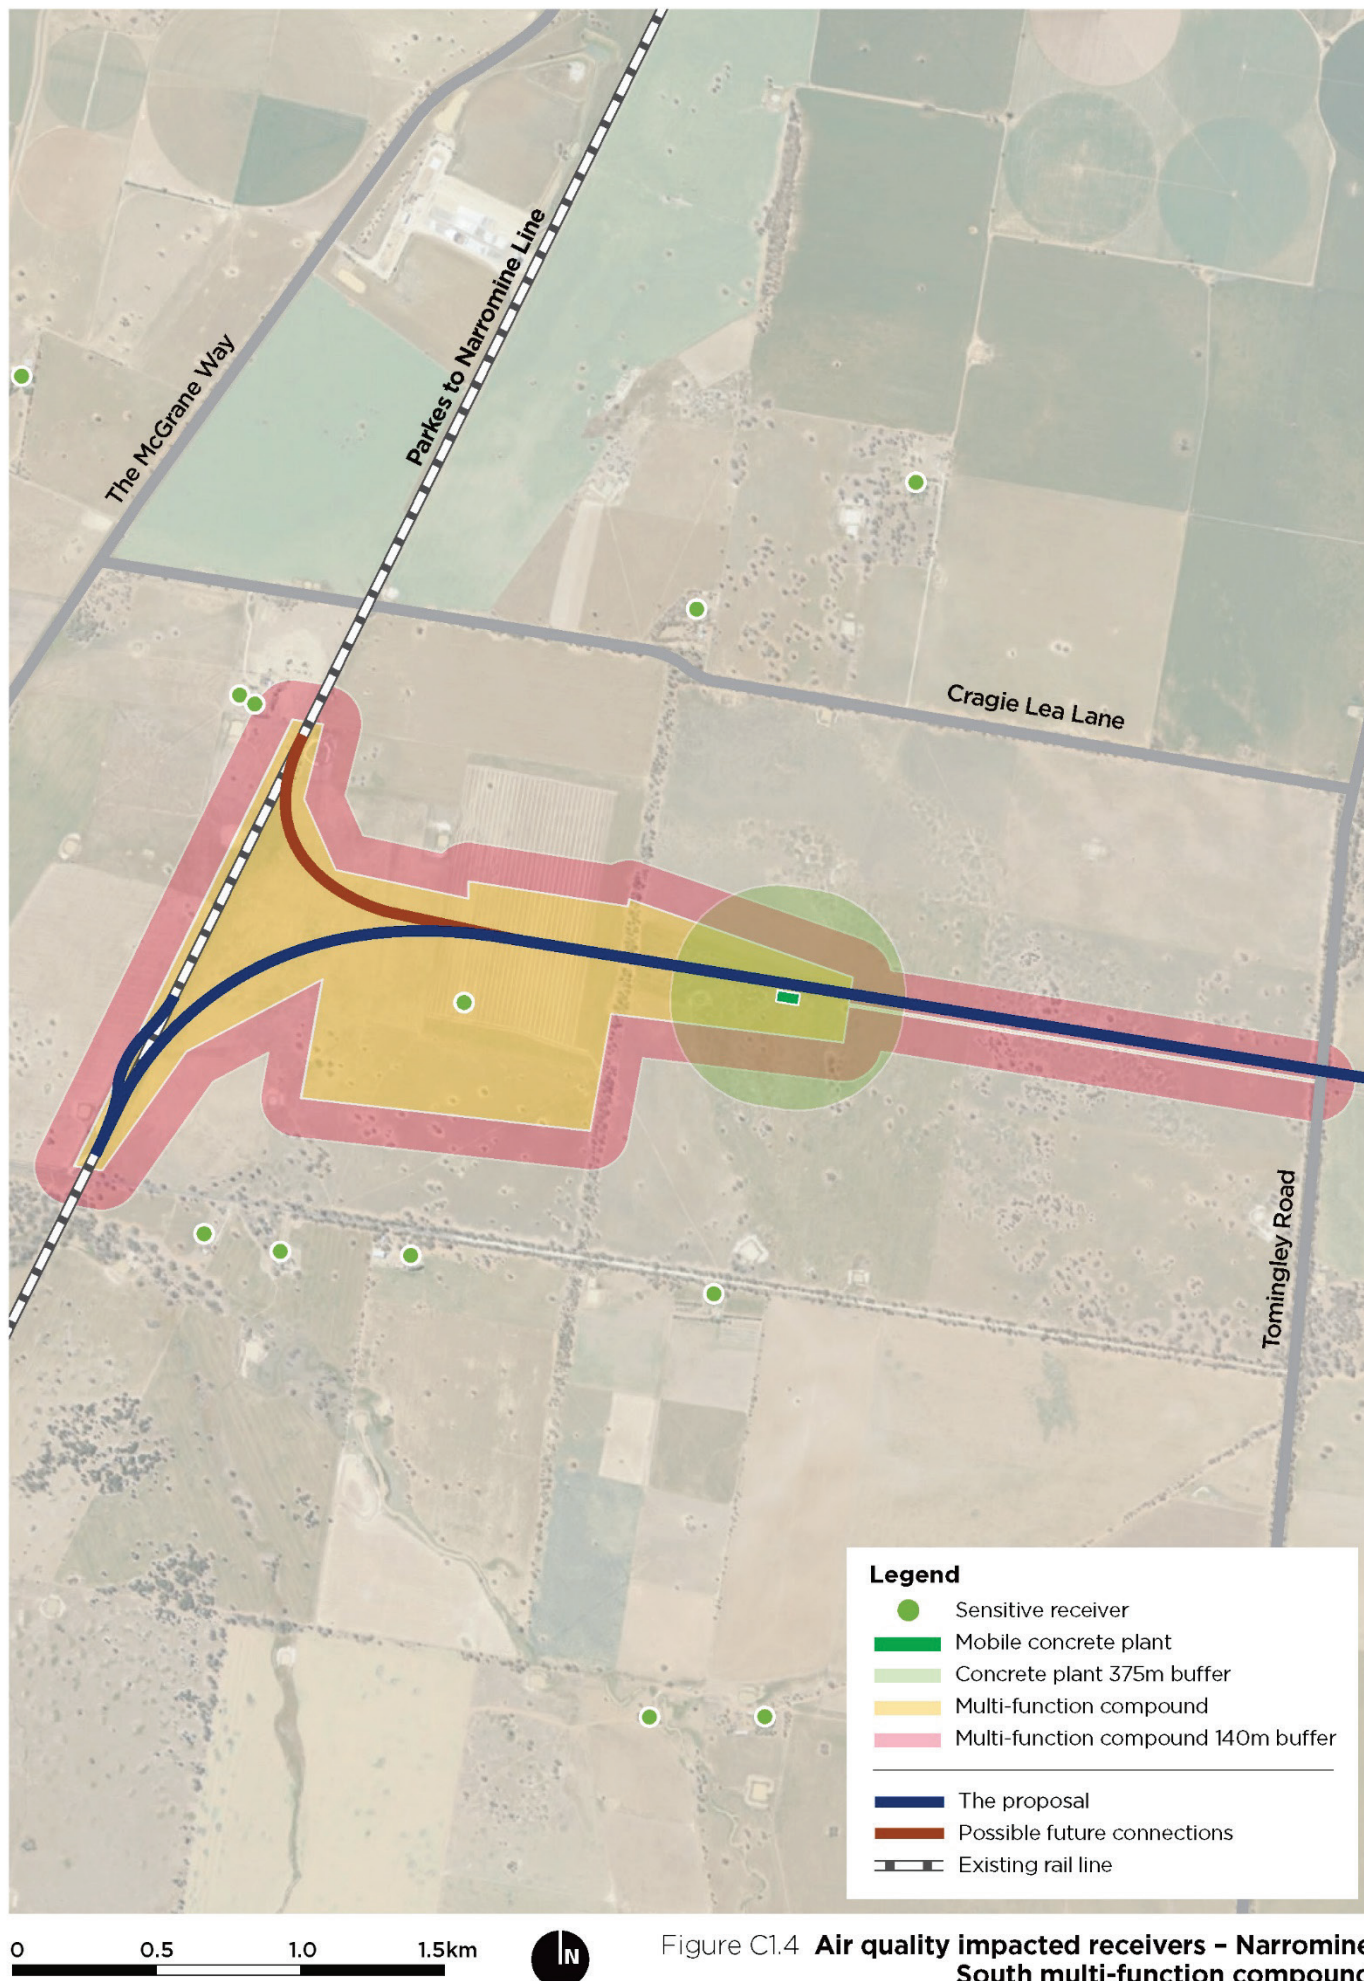 The McGrane Way
Parkes to Narromine Line
Cragie Lea Lane
Tomingley Road
Legend
Sensitive receiver
Mobile concrete plant
Concrete plant 375m buffer
Multi-function compound
Multi-function compound 140m buffer
The proposal
Possible future connections
Existing rail line
0 0.5 1.0 1.5km
N
Figure C1.4 Air quality impacted receivers – Narromine
South multi-function compound